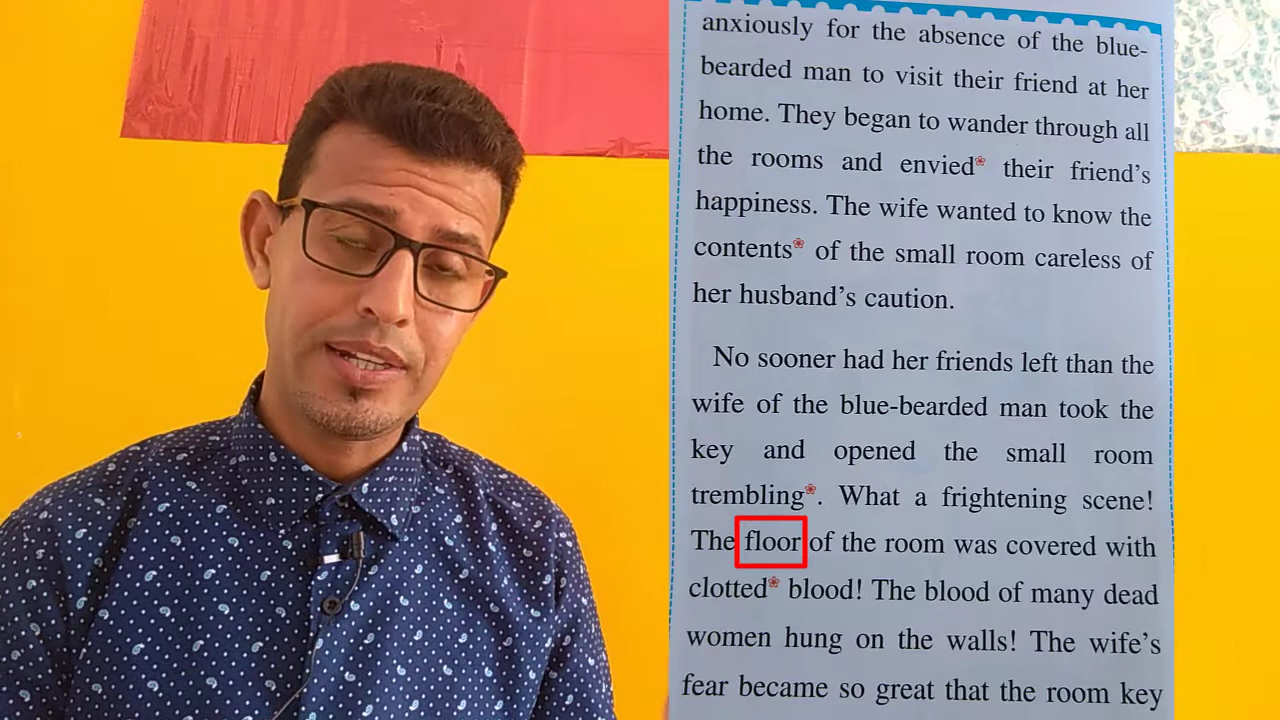 anxiously for the absence of the blue-
bearded man to visit their friend at her
home. They began to wander through all
the rooms and envied their friend's
happiness. The wife wanted to know the
contents of the small room careless of
her husband's caution.
No sooner had her friends left than the
wife of the blue-bearded man took the
key and opened the small room
trembling. What a frightening scene!
The floor of the room was covered with
clotted blood! The blood of many dead
women hung on the walls! The wife's
fear became so great that the room key